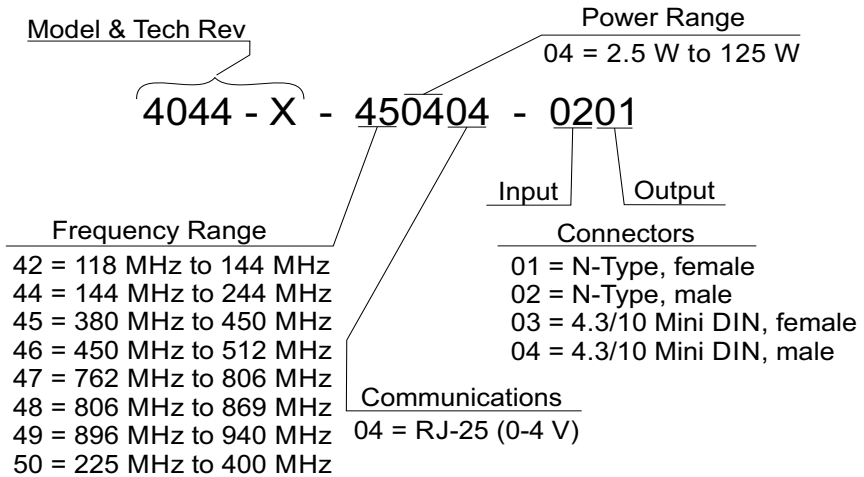 Model & Tech Rev
Power Range
04 = 2.5 W to 125 W
4044 - X - 450404 - 0201
Input
Output
Frequency Range
42 = 118 MHz to 144 MHz
44 = 144 MHz to 244 MHz
45 = 380 MHz to 450 MHz
46 = 450 MHz to 512 MHz
47 = 762 MHz to 806 MHz
48 = 806 MHz to 869 MHz
49 = 896 MHz to 940 MHz
50 = 225 MHz to 400 MHz
Connectors
01 = N-Type, female
02 = N-Type, male
03 = 4.3/10 Mini DIN, female
04 = 4.3/10 Mini DIN, male
Communications
04 = RJ-25 (0-4 V)